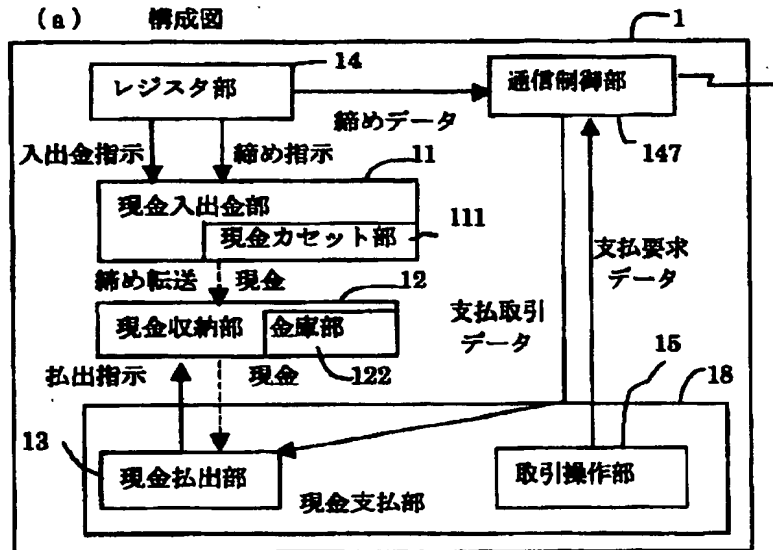 (a) 構成図
1
14
レジスタ部
通信制御部
締めデータ
147
入出金指示
締め指示
11
現金入出金部
111
現金カセット部
支払要求
データ
締め転送
現金
12
現金収納部
金庫部
支払取引
データ
払出指示
現金
122
15
18
13
現金払出部
取引操作部
現金支払部